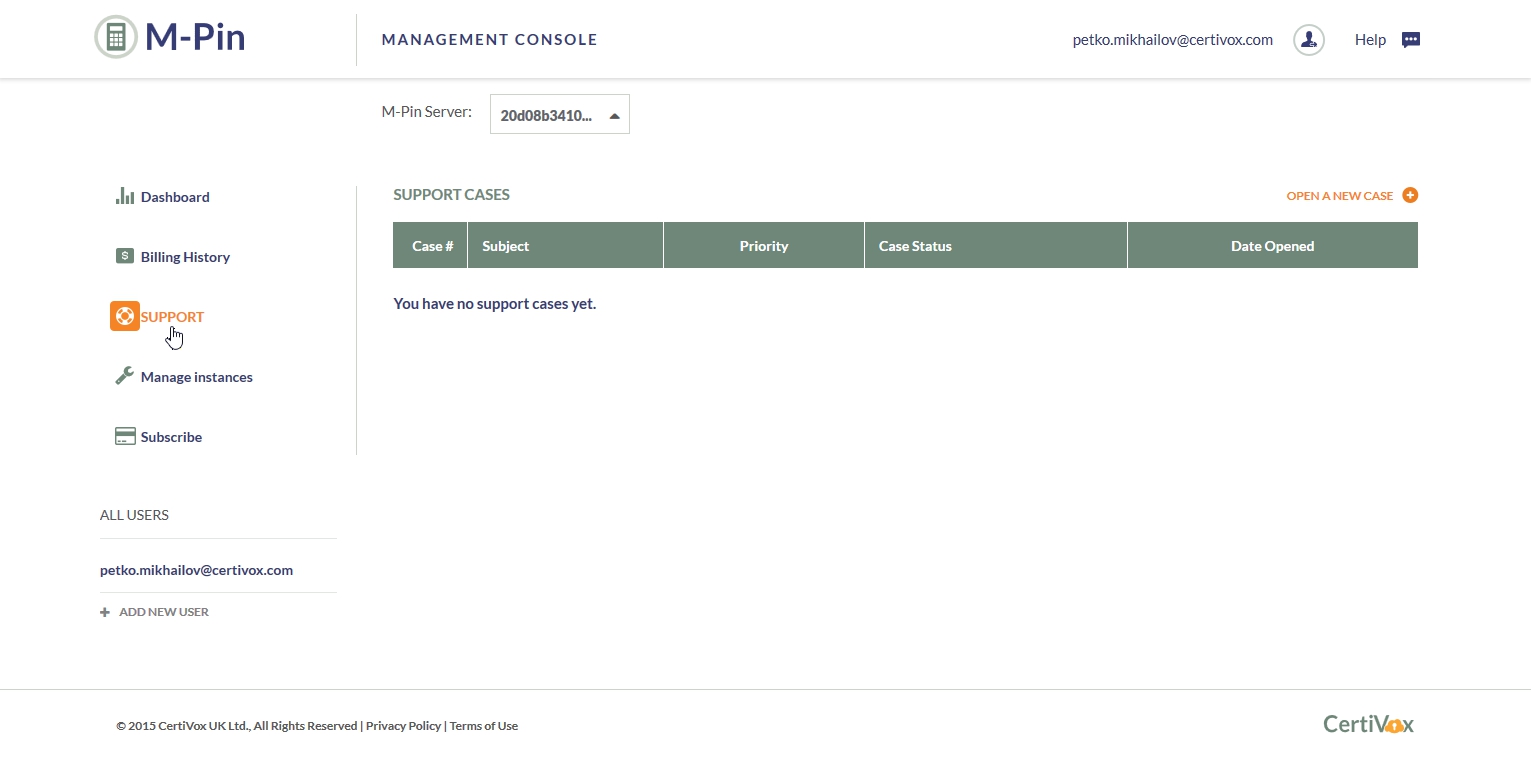 M-Pin
MANAGEMENT CONSOLE
petko.mikhailov@certivox.com
Help
M-Pin Server:
20d08b3410...
Dashboard
Billing History
SUPPORT
Manage instances
Subscribe
SUPPORT CASES
OPEN A NEW CASE
Case # Subject Priority Case Status Date Opened
You have no support cases yet.
ALL USERS
petko.mikhailov@certivox.com
ADD NEW USER
© 2015 CertiVox UK Ltd., All Rights Reserved | Privacy Policy | Terms of Use
CertiVox